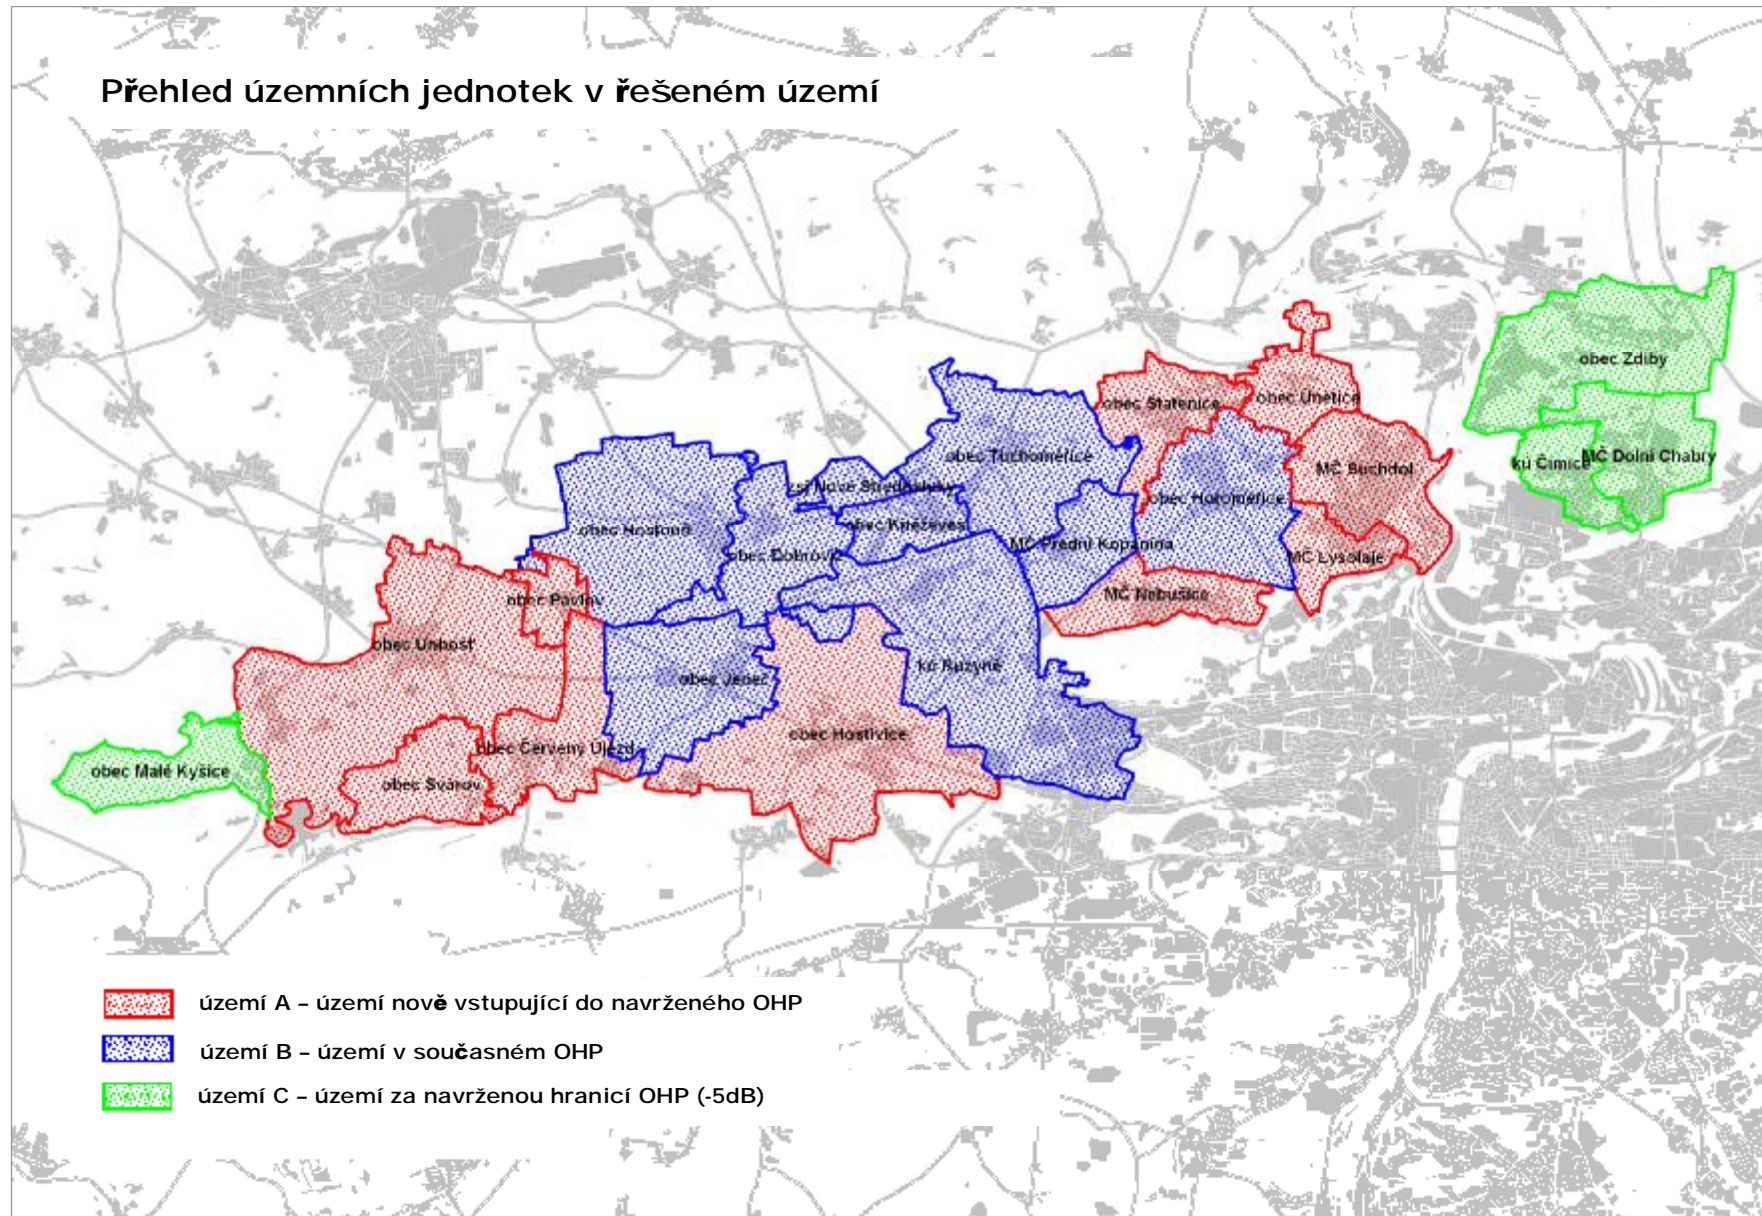 Přehled územních jednotek v řešeném území
obec Zdiby
obec Statenice
obec Únětice
obec Tuchoměřice
MČ Suchdol
kú Čimice
MČ Dolní Chabry
zsj Nové Středokluky
obec Horoměřice
obec Hostouň
obec Kněževes
MČ Přední Kopanina
obec Dobrovíz
MČ Lysolaje
obec Pavlov
MČ Nebušice
obec Unhošť
kú Ruzyně
obec Jeneč
obec Hostivice
obec Červený Újezd
obec Malé Kyšice
obec Svárov
území A – území nově vstupující do navrženého OHP
území B – území v současném OHP
území C – území za navrženou hranicí OHP (-5dB)